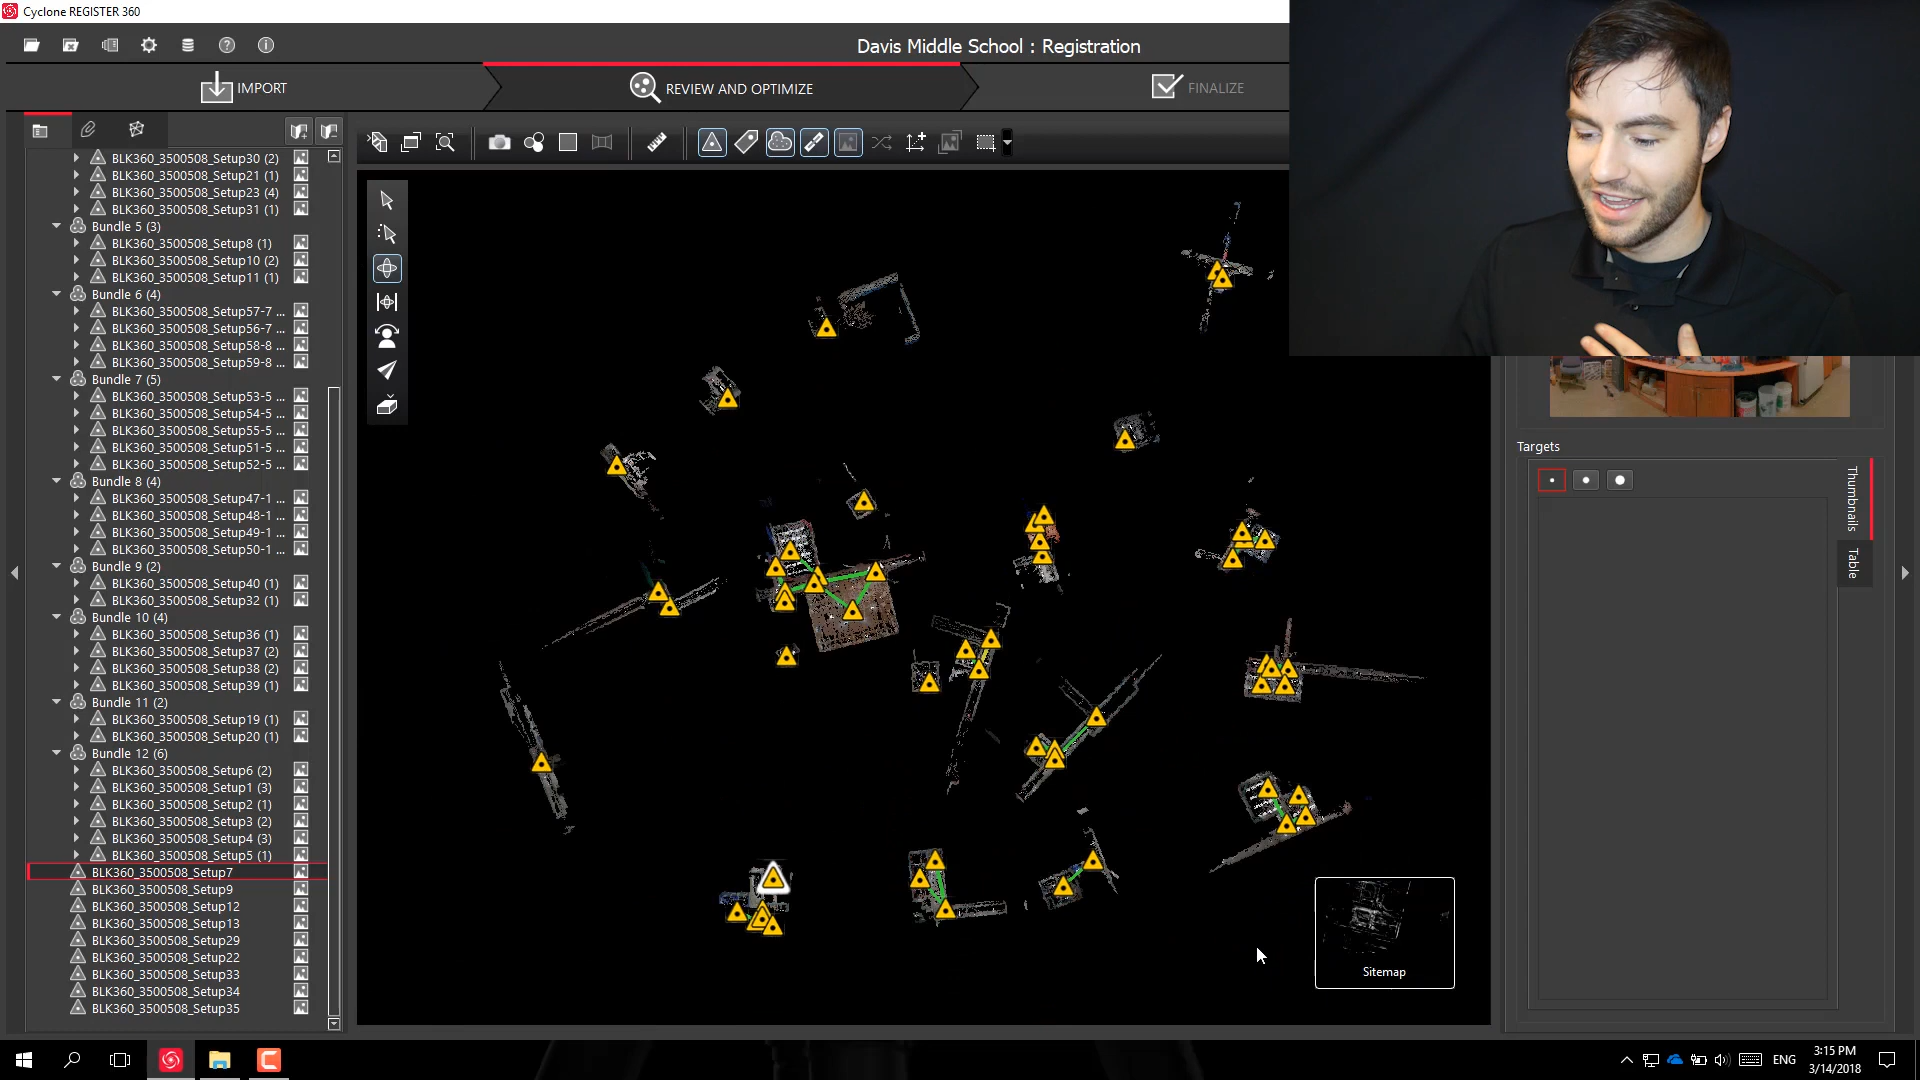 Cyclone REGISTER 360
Davis Middle School : Registration
IMPORT
REVIEW AND OPTIMIZE
FINALIZE
BLK360_3500508_Setup30 (2)
BLK360_3500508_Setup21 (1)
BLK360_3500508_Setup23 (4)
BLK360_3500508_Setup31 (1)
Bundle 5 (3)
BLK360_3500508_Setup8 (1)
BLK360_3500508_Setup10 (2)
BLK360_3500508_Setup11 (1)
Bundle 6 (4)
BLK360_3500508_Setup57-7 ...
BLK360_3500508_Setup56-7 ...
BLK360_3500508_Setup58-8 ...
BLK360_3500508_Setup59-8 ...
Bundle 7 (5)
BLK360_3500508_Setup53-5 ...
BLK360_3500508_Setup54-5 ...
BLK360_3500508_Setup55-5 ...
BLK360_3500508_Setup51-5 ...
BLK360_3500508_Setup52-5 ...
Bundle 8 (4)
BLK360_3500508_Setup47-1 ...
BLK360_3500508_Setup48-1 ...
BLK360_3500508_Setup49-1 ...
BLK360_3500508_Setup50-1 ...
Bundle 9 (2)
BLK360_3500508_Setup40 (1)
BLK360_3500508_Setup32 (1)
Bundle 10 (4)
BLK360_3500508_Setup36 (1)
BLK360_3500508_Setup37 (2)
BLK360_3500508_Setup38 (2)
BLK360_3500508_Setup39 (1)
Bundle 11 (2)
BLK360_3500508_Setup19 (1)
BLK360_3500508_Setup20 (1)
Bundle 12 (6)
BLK360_3500508_Setup6 (2)
BLK360_3500508_Setup1 (3)
BLK360_3500508_Setup2 (1)
BLK360_3500508_Setup3 (2)
BLK360_3500508_Setup4 (3)
BLK360_3500508_Setup5 (1)
BLK360_3500508_Setup7
BLK360_3500508_Setup9
BLK360_3500508_Setup12
BLK360_3500508_Setup13
BLK360_3500508_Setup29
BLK360_3500508_Setup22
BLK360_3500508_Setup33
BLK360_3500508_Setup34
BLK360_3500508_Setup35
Sitemap
Targets
Thumbnails
Table
ENG
3:15 PM
3/14/2018